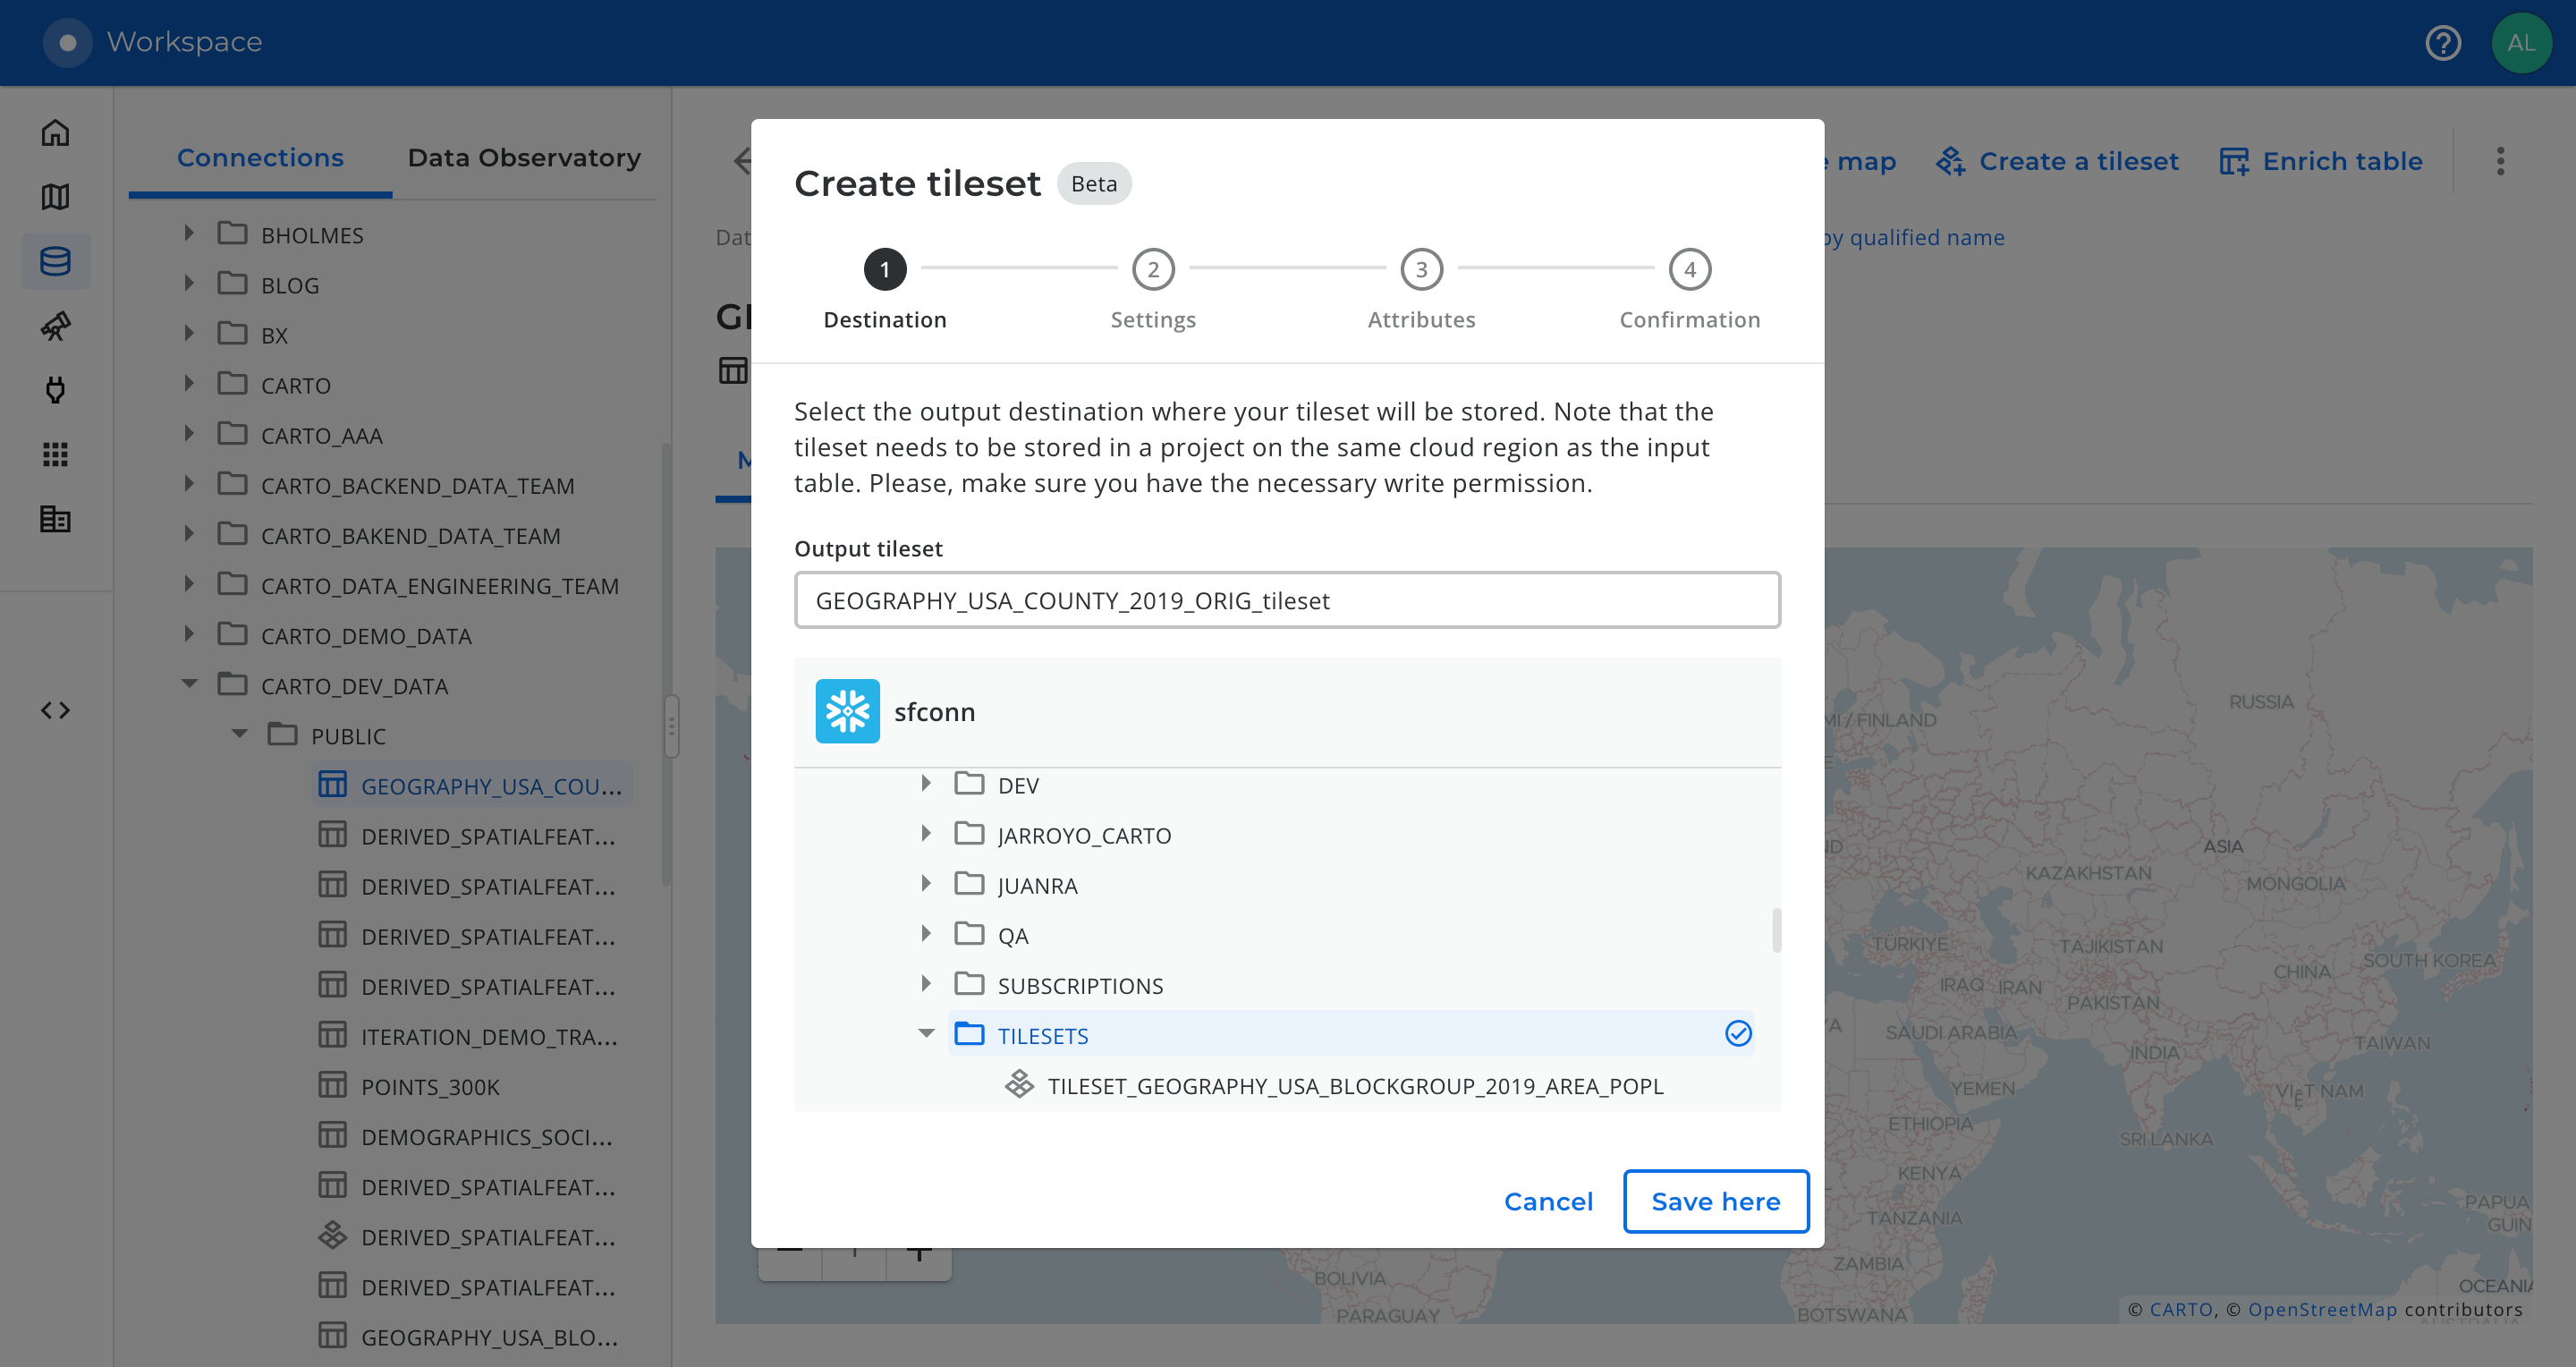 Workspace
AL
Connections
Data Observatory
BHOLMES
BLOG
BX
CARTO
CARTO_AAA
CARTO_BACKEND_DATA_TEAM
CARTO_BAKEND_DATA_TEAM
CARTO_DATA_ENGINEERING_TEAM
CARTO_DEMO_DATA
CARTO_DEV_DATA
PUBLIC
GEOGRAPHY_USA_COU...
DERIVED_SPATIALFEAT...
DERIVED_SPATIALFEAT...
DERIVED_SPATIALFEAT...
DERIVED_SPATIALFEAT...
ITERATION_DEMO_TRA...
POINTS_300K
DEMOGRAPHICS_SOCI...
DERIVED_SPATIALFEAT...
DERIVED_SPATIALFEAT...
DERIVED_SPATIALFEAT...
GEOGRAPHY_USA_BLO...
map
Create a tileset
Enrich table
by qualified name
Create tileset
Beta
1
2
3
4
Destination
Settings
Attributes
Confirmation
Select the output destination where your tileset will be stored. Note that the
tileset needs to be stored in a project on the same cloud region as the input
table. Please, make sure you have the necessary write permission.
Output tileset
GEOGRAPHY_USA_COUNTY_2019_ORIG_tileset
sfconn
DEV
JARROYO_CARTO
JUANRA
QA
SUBSCRIPTIONS
TILESETS
TILESET_GEOGRAPHY_USA_BLOCKGROUP_2019_AREA_POPL
Cancel
Save here
RUSSIA
FINLAND
ASIA
KAZAKHSTAN
MONGOLIA
TÜRKIYE
TAJIKISTAN
SOUTH KOREA
CHINA
IRAQ
IRAN
PAKISTAN
SAUDI ARABIA
TAIWAN
INDIA
YEMEN
VIỆT NAM
ETHIOPIA
SRI LANKA
KENYA
PAPUA
GUIN
TANZANIA
ZAMBIA
BOLIVIA
OCEANIA
PARAGUAY
BOTSWANA
© CARTO, © OpenStreetMap contributors
AUSTRALIA